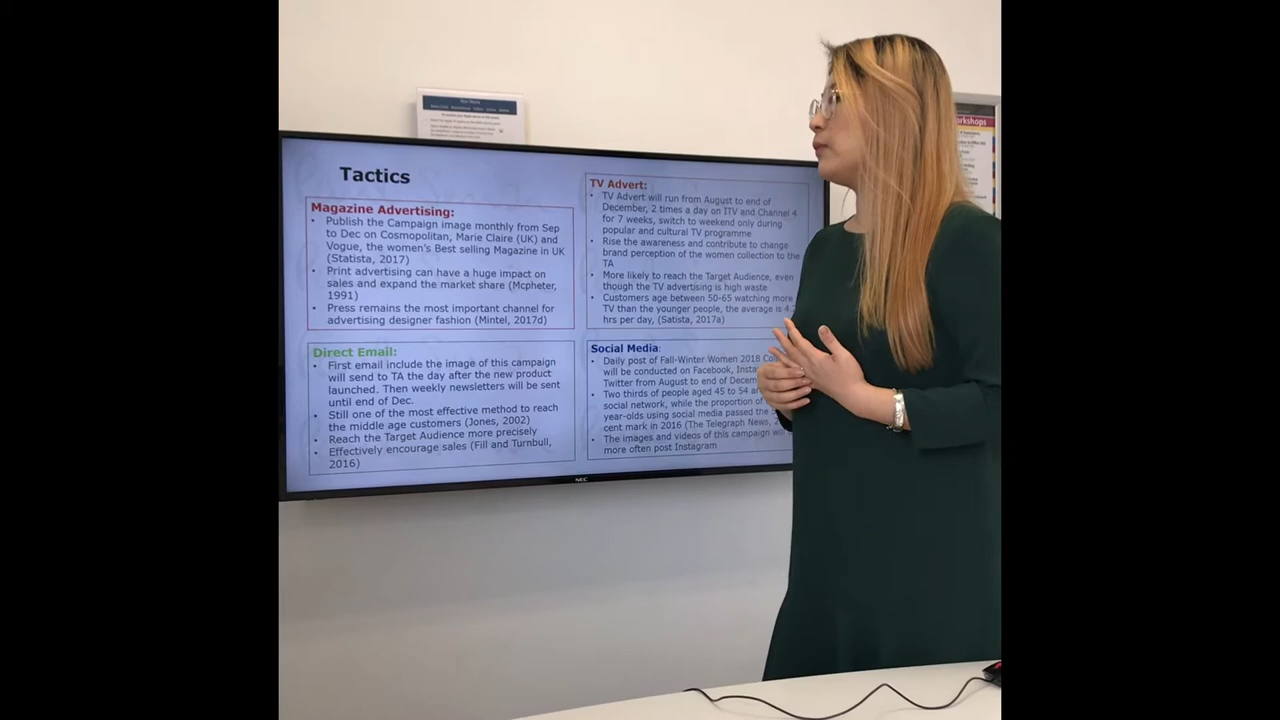 Tactics
Magazine Advertising:
• Publish the Campaign image monthly from Sep
to Dec on Cosmopolitan, Marie Claire (UK) and
Vogue, the women's Best selling Magazine in UK
(Statista, 2017)
• Print advertising can have a huge impact on
sales and expand the market share (Mcpheter,
1991)
• Press remains the most important channel for
advertising designer fashion (Mintel, 2017d)
Direct Email:
• First email include the image of this campaign
will send to TA the day after the new product
launched. Then weekly newsletters will be sent
until end of Dec.
• Still one of the most effective method to reach
the middle age customers (Jones, 2002)
• Reach the Target Audience more precisely
• Effectively encourage sales (Fill and Turnbull,
2016)
TV Advert:
• TV Advert will run from August to end of
December, 2 times a day on ITV and Channel 4
for 7 weeks, switch to weekend only during
popular and cultural TV programme
• Rise the awareness and contribute to change
brand perception of the women collection to the
TA
• More likely to reach the Target Audience, even
though the TV advertising is high waste
• Customers age between 50-65 watching more
TV than the younger people, the average is 4.
hrs per day, (Satista, 2017a)
Social Media:
• Daily post of Fall-Winter Women 2018
will be conducted on Facebook,
Twitter from August to end of
• Two thirds of people aged 45 to 54
social network, while the proportion of
year-olds using social media passed the
cent mark in 2016 (The Telegraph News,
• The images and videos of this campaign will
more often post Instagram
NEC
orkshops